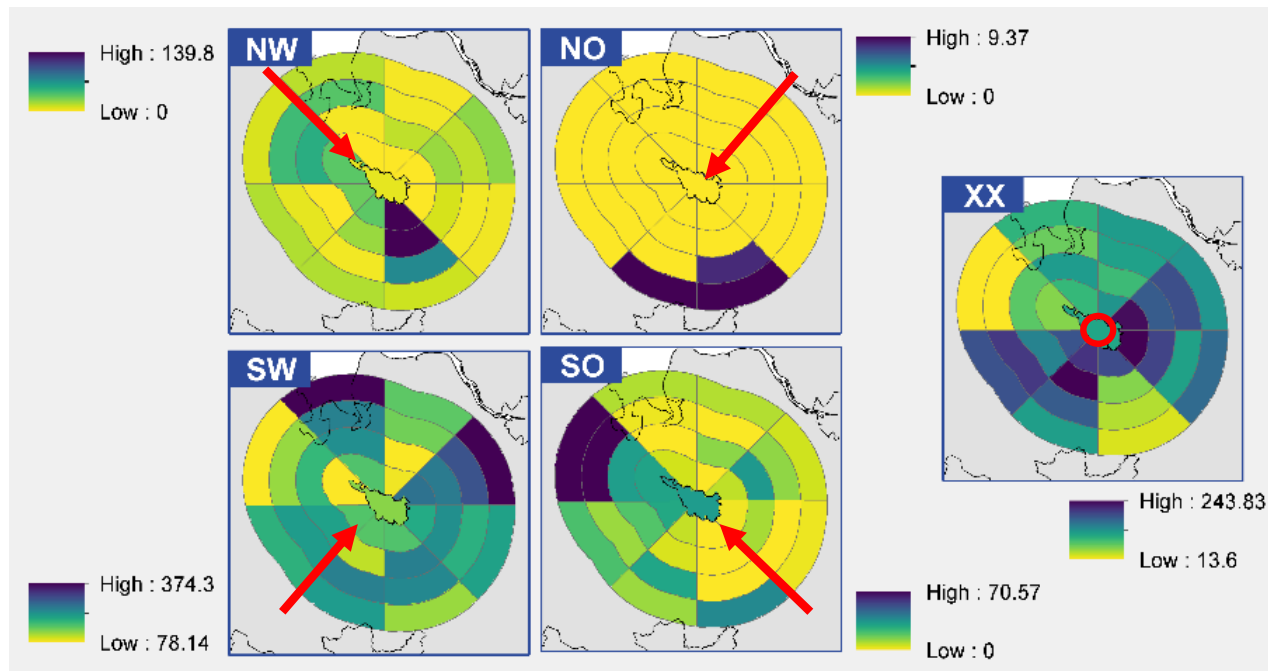 High : 139.8
Low : 0
NW
NO
High : 9.37
Low : 0
XX
SW
SO
High : 243.83
Low : 13.6
High : 374.3
Low : 78.14
High : 70.57
Low : 0